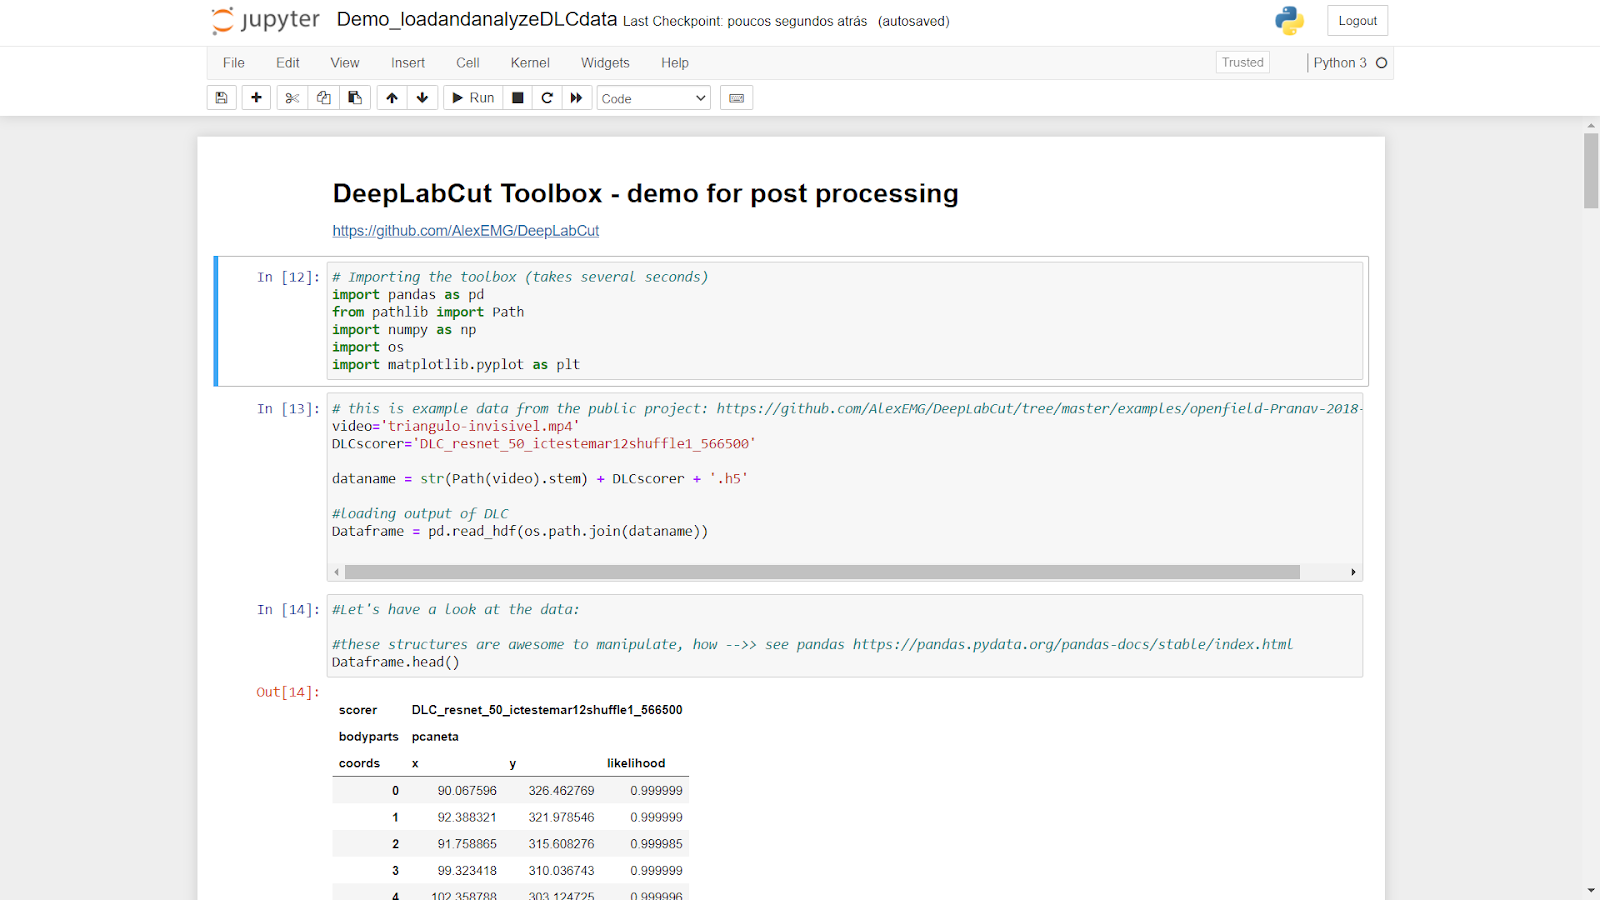 jupyter Demo_loadandanalyzeDLCdata Last Checkpoint: poucos segundos atrás (autosaved) Logout
File Edit View Insert Cell Kernel Widgets Help Trusted Python 3
Run Code
DeepLabCut Toolbox - demo for post processing
https://github.com/AlexEMG/DeepLabCut
In [12]: # Importing the toolbox (takes several seconds)
import pandas as pd
from pathlib import Path
import numpy as np
import os
import matplotlib.pyplot as plt
In [13]: # this is example data from the public project: https://github.com/AlexEMG/DeepLabCut/tree/master/examples/openfield-Pranav-2018-
video='triangulo-invisivel.mp4'
DLCscorer='DLC_resnet_50_ictestemar12shuffle1_566500'
dataname = str(Path(video).stem) + DLCscorer + '.h5'
#loading output of DLC
Dataframe = pd.read_hdf(os.path.join(dataname))
In [14]: #Let's have a look at the data:
#these structures are awesome to manipulate, how -->> see pandas https://pandas.pydata.org/pandas-docs/stable/index.html
Dataframe.head()
Out[14]:
scorer DLC_resnet_50_ictestemar12shuffle1_566500
bodyparts pcaneta
coords x y likelihood
0 90.067596 326.462769 0.999999
1 92.388321 321.978546 0.999999
2 91.758865 315.608276 0.999985
3 99.323418 310.036743 0.999999
4 102.358788 303.124725 0.999996